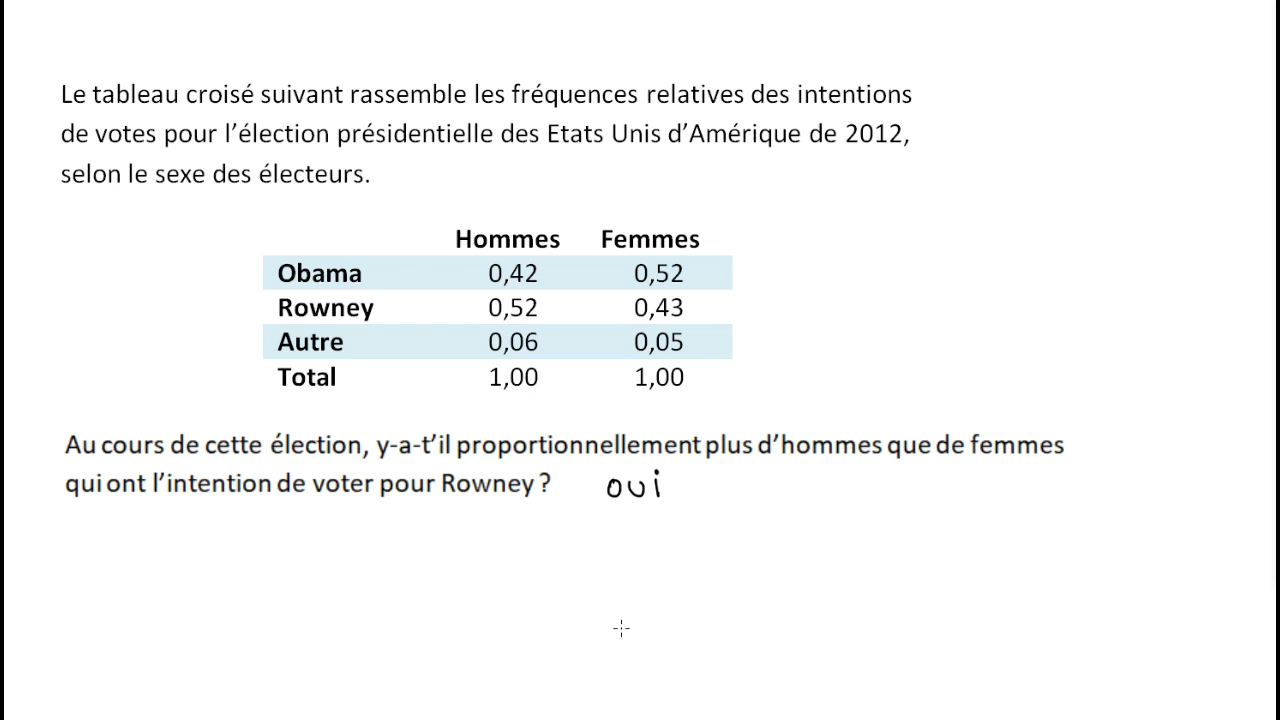 Le tableau croisé suivant rassemble les fréquences relatives des intentions
de votes pour l'élection présidentielle des Etats Unis d'Amérique de 2012,
selon le sexe des électeurs.
Hommes Femmes
Obama 0,42 0,52
Rowney 0,52 0,43
Autre 0,06 0,05
Total 1,00 1,00
Au cours de cette élection, y-a-t'il proportionnellement plus d'hommes que de femmes
qui ont l'intention de voter pour Rowney ? oui